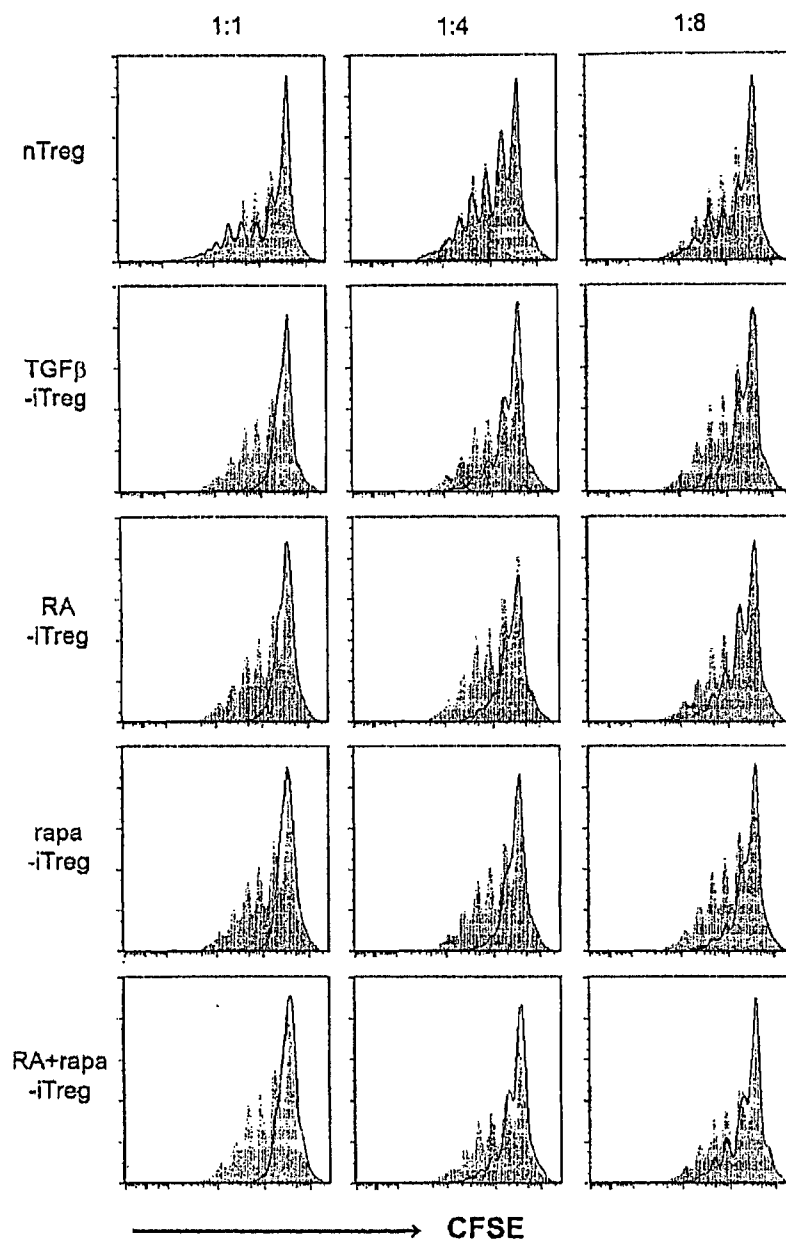 1:1 1:4 1:8
nTreg
TGFβ
-iTreg
RA
-iTreg
rapa
-iTreg
RA+rapa
-iTreg
CFSE